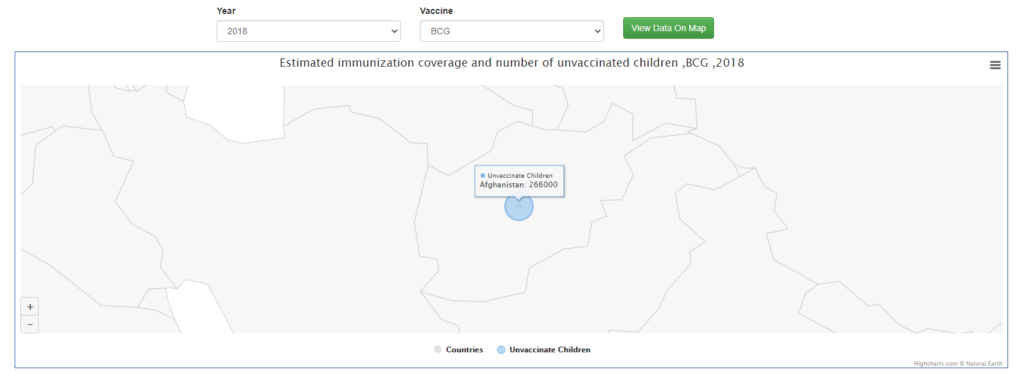 Year
Vaccine
2018
BCG
View Data On Map
Estimated immunization coverage and number of unvaccinated children ,BCG ,2018
Unvaccinate Children
Afghanistan: 266000
+
−
Countries
Unvaccinate Children
Highcharts.com © Natural Earth